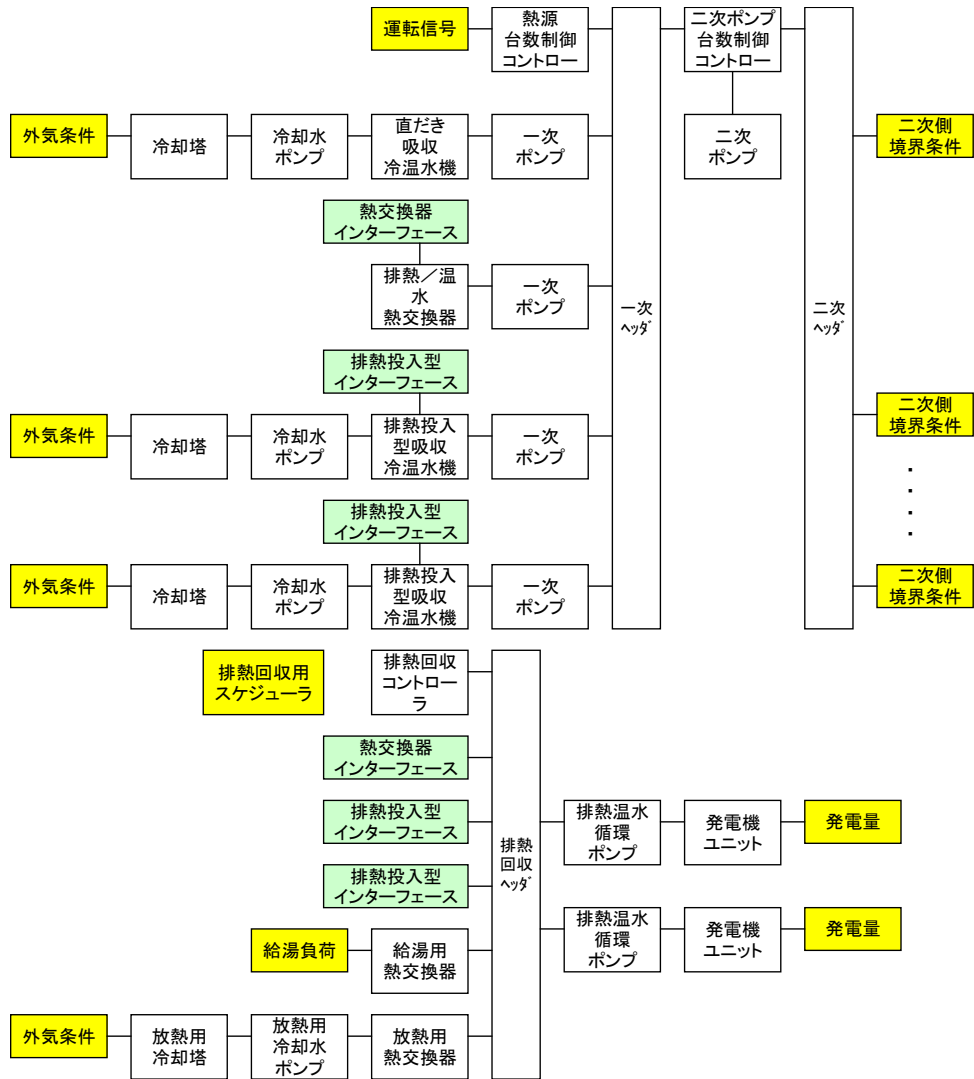 運転信号
熱源
台数制御
コントロー
二次ポンプ
台数制御
コントロー
外気条件
冷却塔
冷却水
ポンプ
直だき
吸収
冷温水機
一次
ポンプ
二次
ポンプ
二次側
境界条件
熱交換器
インターフェース
排熱／温
水
熱交換器
一次
ポンプ
一次
ヘッダ
二次
ヘッダ
排熱投入型
インターフェース
外気条件
冷却塔
冷却水
ポンプ
排熱投入
型吸収
冷温水機
一次
ポンプ
二次側
境界条件
・
・
・
・
排熱投入型
インターフェース
外気条件
冷却塔
冷却水
ポンプ
排熱投入
型吸収
冷温水機
一次
ポンプ
二次側
境界条件
排熱回収用
スケジューラ
排熱回収
コントロー
ラ
熱交換器
インターフェース
排熱投入型
インターフェース
排熱投入型
インターフェース
排熱
回収
ヘッダ
排熱温水
循環
ポンプ
発電機
ユニット
発電量
排熱温水
循環
ポンプ
発電機
ユニット
発電量
給湯負荷
給湯用
熱交換器
外気条件
放熱用
冷却塔
放熱用
冷却水
ポンプ
放熱用
熱交換器